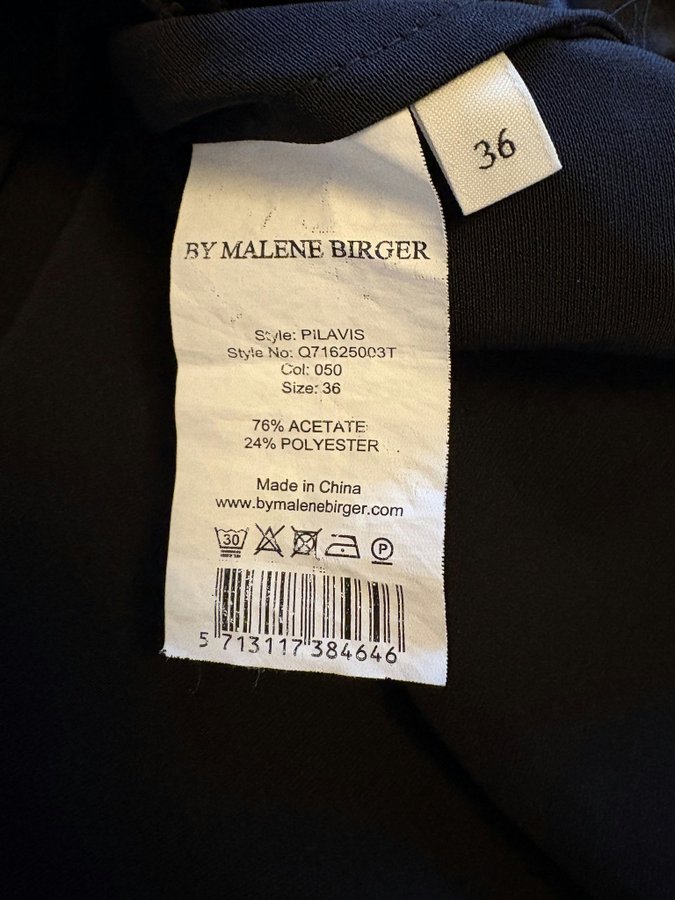 36
BY MALENE BIRGER
Style: PILAVIS
Style No: Q71625003T
Col: 050
Size: 36
76% ACETATE
24% POLYESTER
Made in China
www.bymalenebirger.com
30 P
5 713117 384646